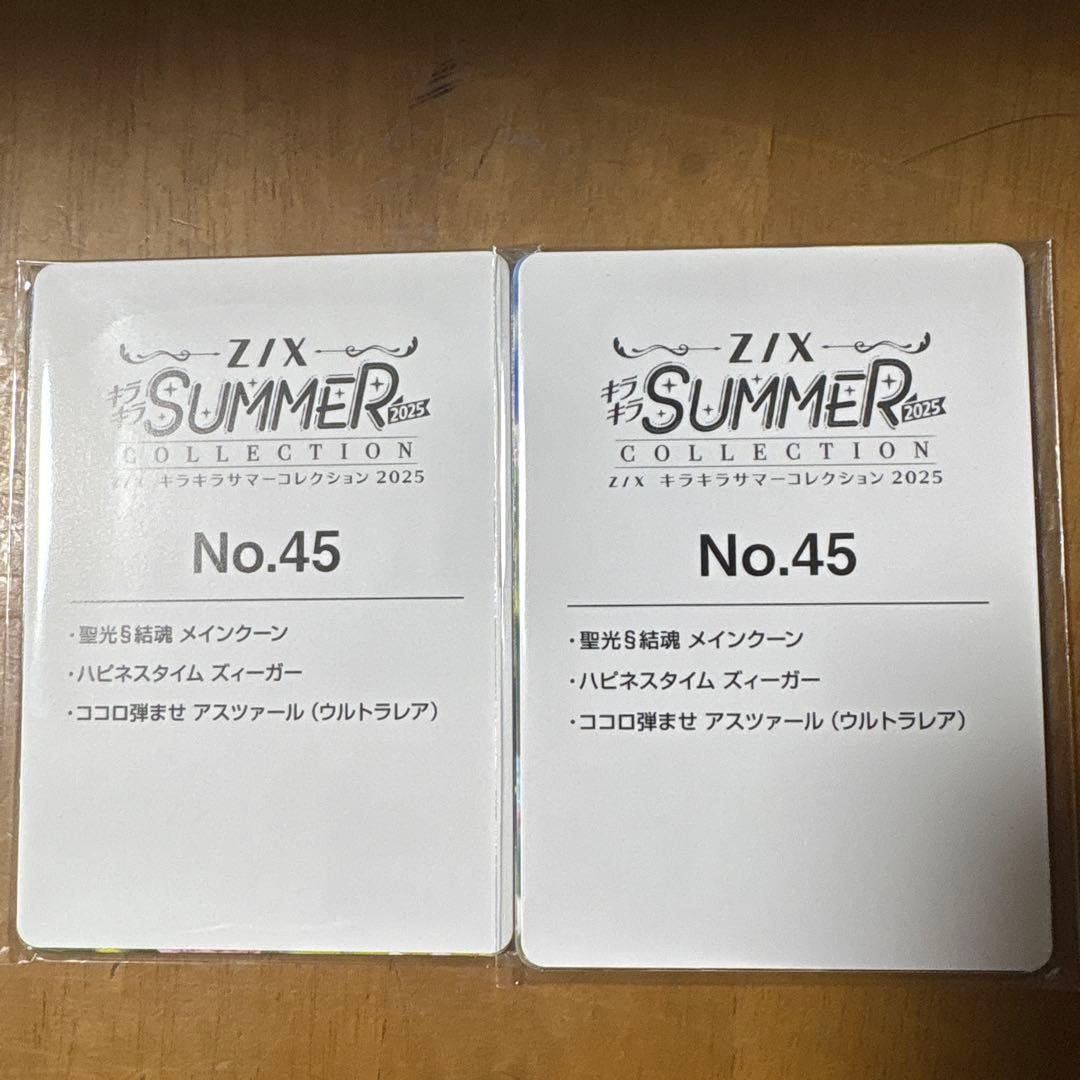 Z/X
キラキラ SUMMER 2025
COLLECTION
Z/X キラキラサマーコレクション 2025
No.45
・聖光§結魂 メインクーン
・ハピネスタイム ズィーガー
・ココロ弾ませ アスツァール（ウルトラレア）
Z/X
キラキラ SUMMER 2025
COLLECTION
Z/X キラキラサマーコレクション 2025
No.45
・聖光§結魂 メインクーン
・ハピネスタイム ズィーガー
・ココロ弾ませ アスツァール（ウルトラレア）